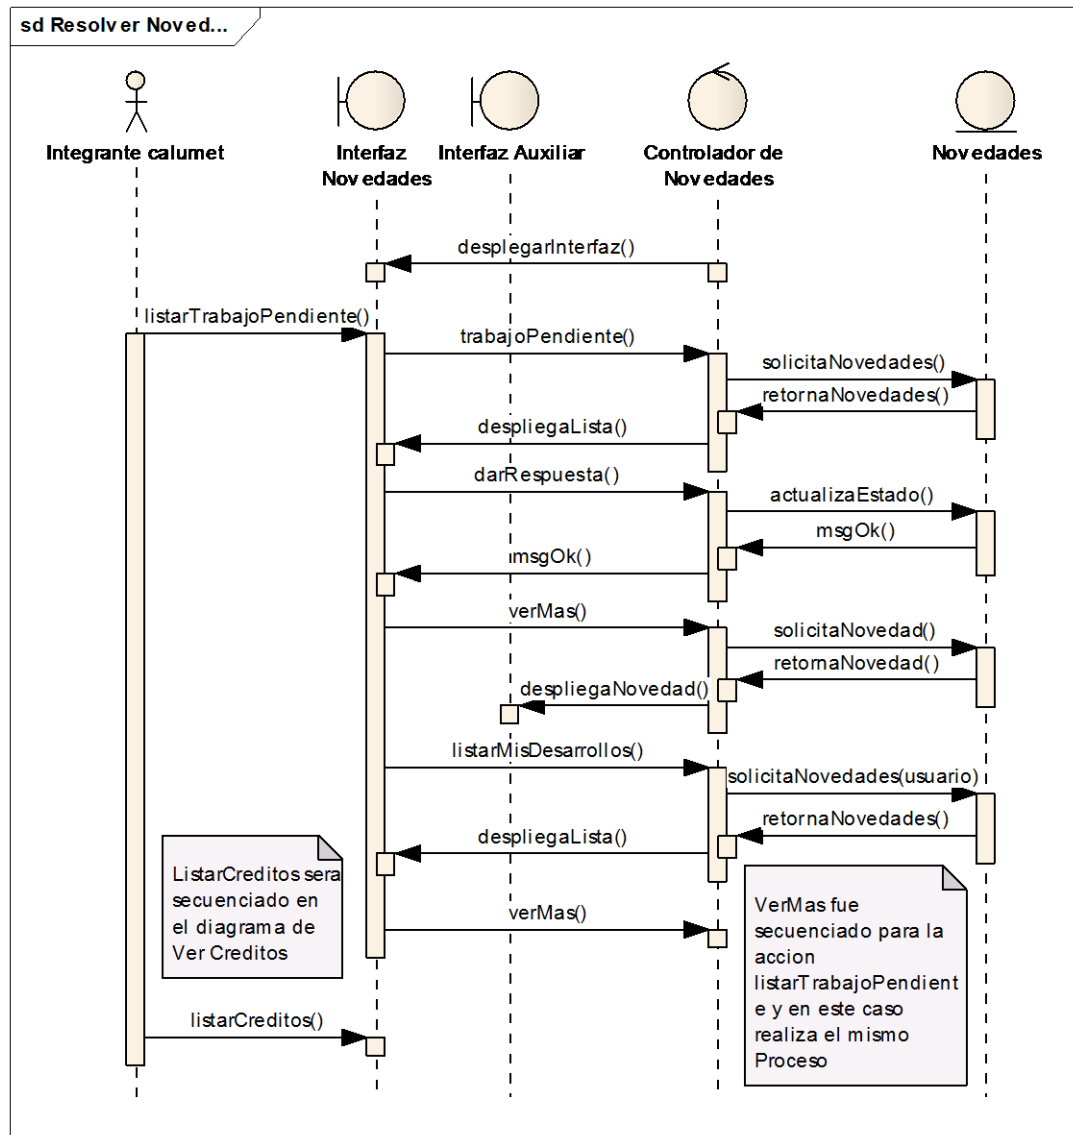 sd Resolver Noved...
Integrante calumet
Interfaz
Novedades
Interfaz Auxiliar
Controlador de
Novedades
Novedades
desplegarInterfaz()
listarTrabajoPendiente()
trabajoPendiente()
solicitaNovedades()
retornaNovedades()
despliegaLista()
darRespuesta()
actualizaEstado()
msgOk()
msgOk()
verMas()
solicitaNovedad()
retornaNovedad()
despliegaNovedad()
listarMisDesarrollos()
solicitaNovedades(usuario)
retornaNovedades()
despliegaLista()
ListarCreditos sera
secuenciado en
el diagrama de
Ver Creditos
verMas()
VerMas fue
secuenciado para la
accion
listarTrabajoPendient
e y en este caso
realiza el mismo
Proceso
listarCreditos()